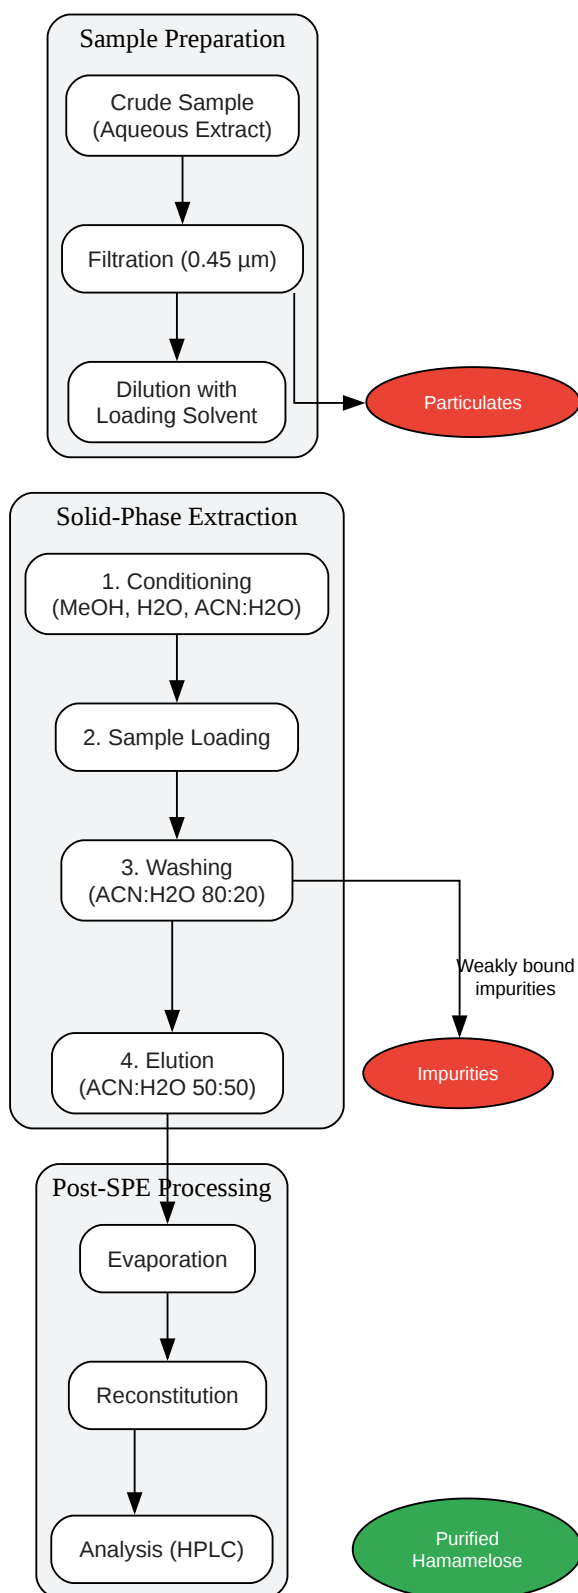 Sample Preparation
Crude Sample
(Aqueous Extract)
Filtration (0.45 µm)
Dilution with
Loading Solvent
Particulates
Solid-Phase Extraction
1. Conditioning
(MeOH, H2O, ACN:H2O)
2. Sample Loading
3. Washing
(ACN:H2O 80:20)
Weakly bound
impurities
4. Elution
(ACN:H2O 50:50)
Impurities
Post-SPE Processing
Evaporation
Reconstitution
Analysis (HPLC)
Purified
Hamamelose